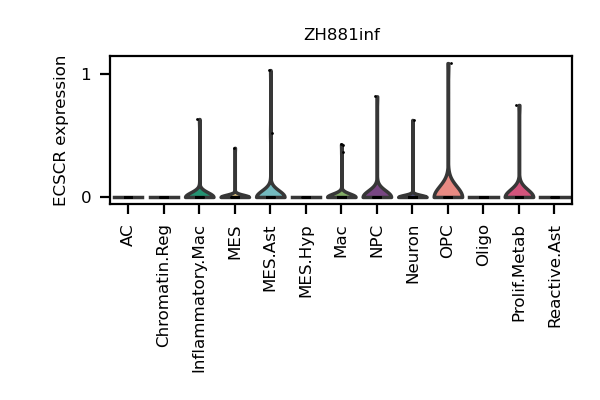 ZH881inf
ECSCR expression
1
0
AC
Chromatin.Reg
Inflammatory.Mac
MES
MES.Ast
MES.Hyp
Mac
NPC
Neuron
OPC
Oligo
Prolif.Metab
Reactive.Ast